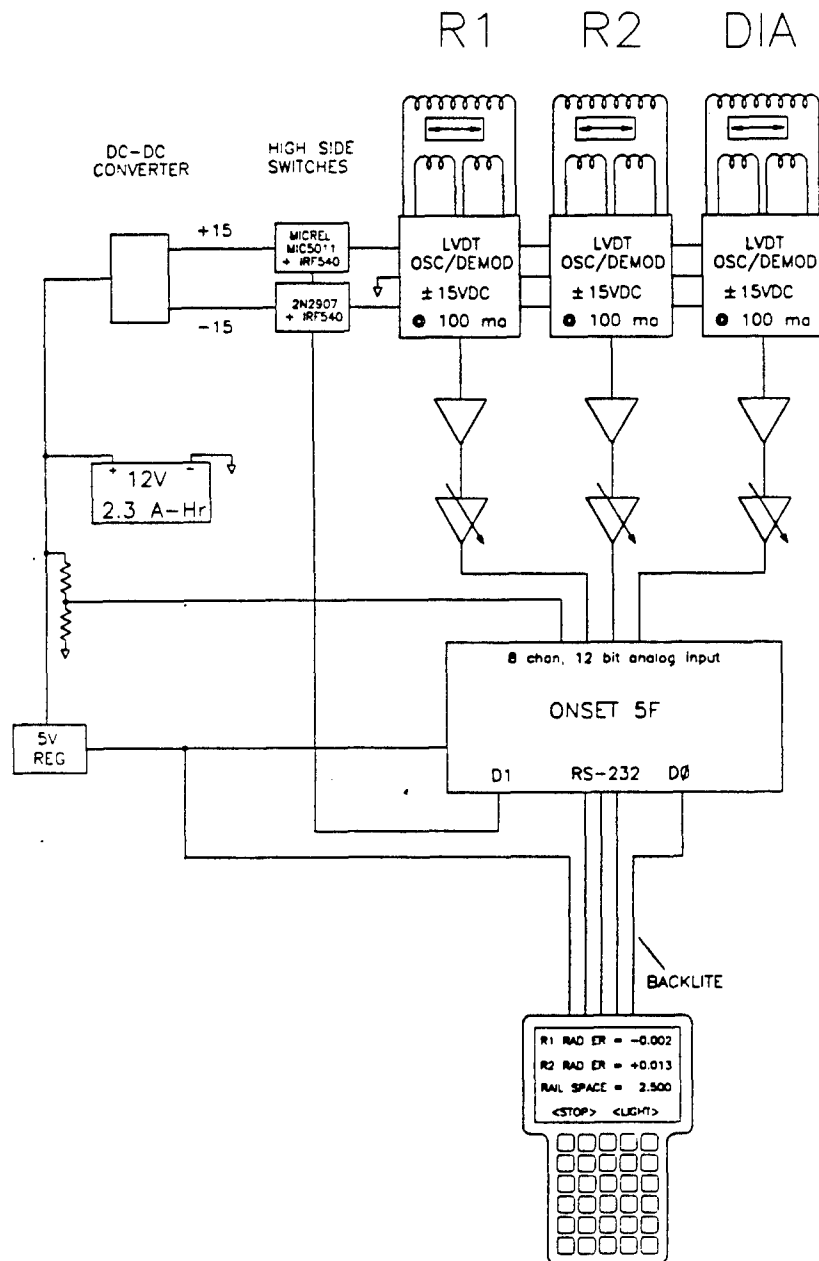 R1 R2 DIA
DC-DC
CONVERTER
HIGH SIDE
SWITCHES
+15
-15
MICREL
MIC5011
+ IRF540
2N2907
+ IRF540
LVDT
OSC/DEMOD
±15VDC
@ 100 ma
LVDT
OSC/DEMOD
±15VDC
@ 100 ma
LVDT
OSC/DEMOD
±15VDC
@ 100 ma
+ -
12V
2.3 A-Hr
8 chan, 12 bit analog input
ONSET 5F
D1 RS-232 DØ
5V
REG
BACKLITE
R1 RAD ER = -0.002
R2 RAD ER = +0.013
RAIL SPACE = 2.500
<STOP> <LIGHT>